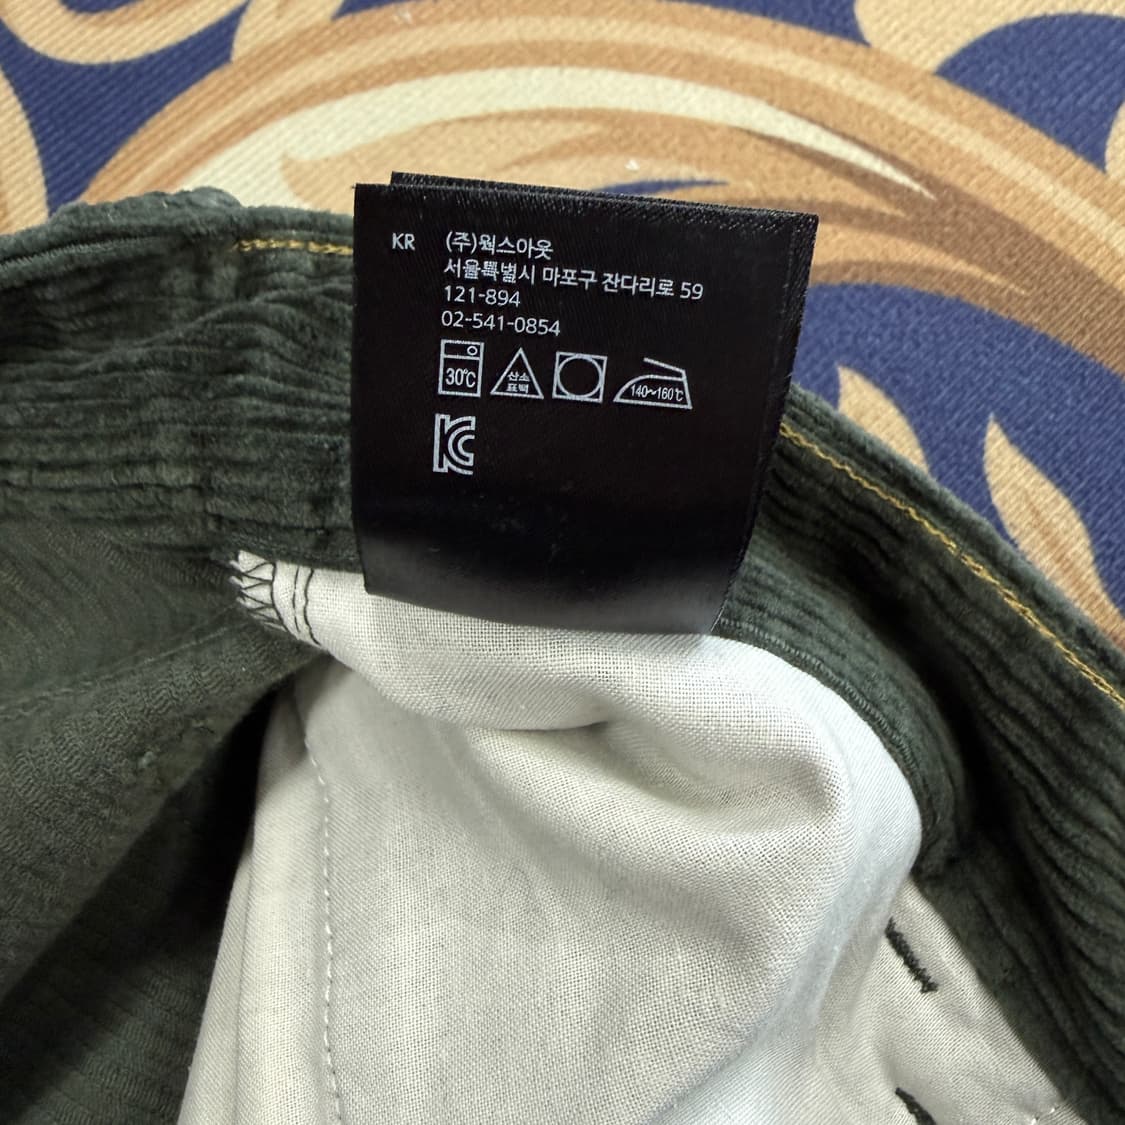 KR (주)웍스아웃
서울특별시 마포구 잔다리로 59
121-894
02-541-0854
30℃ 산소 표백 140~160℃
KC